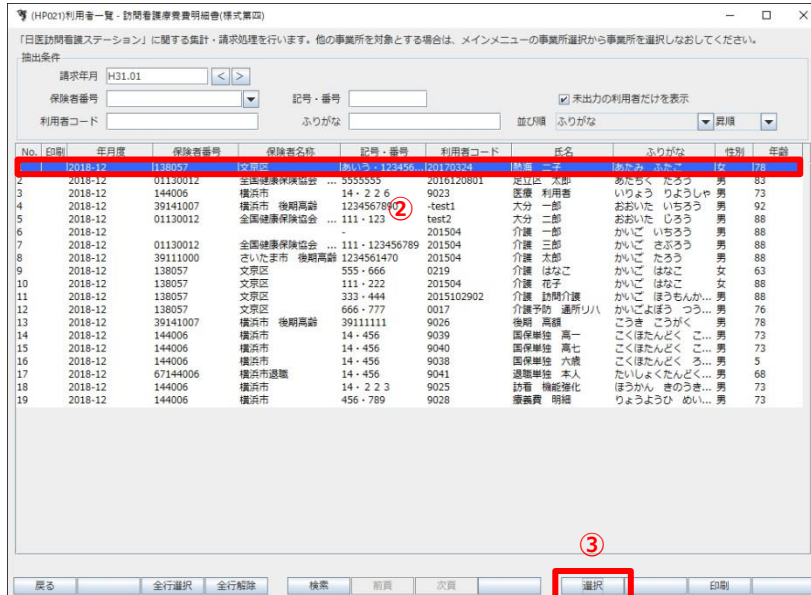 (HP021)利用者一覧 - 訪問看護療養費明細書(様式第四)
「日医訪問看護ステーション」に関する集計・請求処理を行います。他の事業所を対象とする場合は、メインメニューの事業所選択から事業所を選択しなおしてください。
抽出条件
請求年月 H31.01 < >
保険者番号 記号・番号 未出力の利用者だけを表示
利用者コード ふりがな 並び順 ふりがな 昇順
No. 印刷 年月度 保険者番号 保険者名称 記号・番号 利用者コード 氏名 ふりがな 性別 年齢
1 2018-12 138057 文京区 あいう・123456... 20170324 熱海 二子 あたみ ふたこ 女 78
2 2018-12 01130012 全国健康保険協会 ... 5555555 2016120801 足立区 太郎 あだちく たろう 男 83
3 2018-12 144006 横浜市 14・226 9023 医療 利用者 いりょう りようしゃ 男 73
4 2018-12 39141007 横浜市 後期高齢 1234567890 -test1 大分 一郎 おおいた いちろう 男 92
②
5 2018-12 01130012 全国健康保険協会 ... 111・123 test2 大分 二郎 おおいた じろう 男 88
6 2018-12 - 201504 介護 一郎 かいご いちろう 男 88
7 2018-12 01130012 全国健康保険協会 ... 111・123456789 201504 介護 三郎 かいご さぶろう 男 88
8 2018-12 39111000 さいたま市 後期高齢 1234561470 201504 介護 太郎 かいご たろう 男 88
9 2018-12 138057 文京区 555・666 0219 介護 はなこ かいご はなこ 女 63
10 2018-12 138057 文京区 111・222 201504 介護 花子 かいご はなこ 女 88
11 2018-12 138057 文京区 333・444 2015102902 介護 訪問介護 かいご ほうもんか... 男 88
12 2018-12 138057 文京区 666・777 0017 介護予防 通所リハ かいごよぼう つう... 男 76
13 2018-12 39141007 横浜市 後期高齢 39111111 9026 後期 高額 こうき こうがく 男 78
14 2018-12 144006 横浜市 14・456 9039 国保単独 高一 こくほたんどく こ... 男 73
15 2018-12 144006 横浜市 14・456 9040 国保単独 高七 こくほたんどく こ... 男 73
16 2018-12 144006 横浜市 14・456 9038 国保単独 六歳 こくほたんどく ろ... 男 5
17 2018-12 67144006 横浜市退職 14・456 9041 退職単独 本人 たいしょくたんどく... 男 68
18 2018-12 144006 横浜市 14・223 9025 訪看 機能強化 ほうかん きのうき... 男 73
19 2018-12 144006 横浜市 456・789 9028 療養費 明細 りょうようひ めい... 男 73
③
戻る 全行選択 全行解除 検索 前頁 次頁 選択 印刷